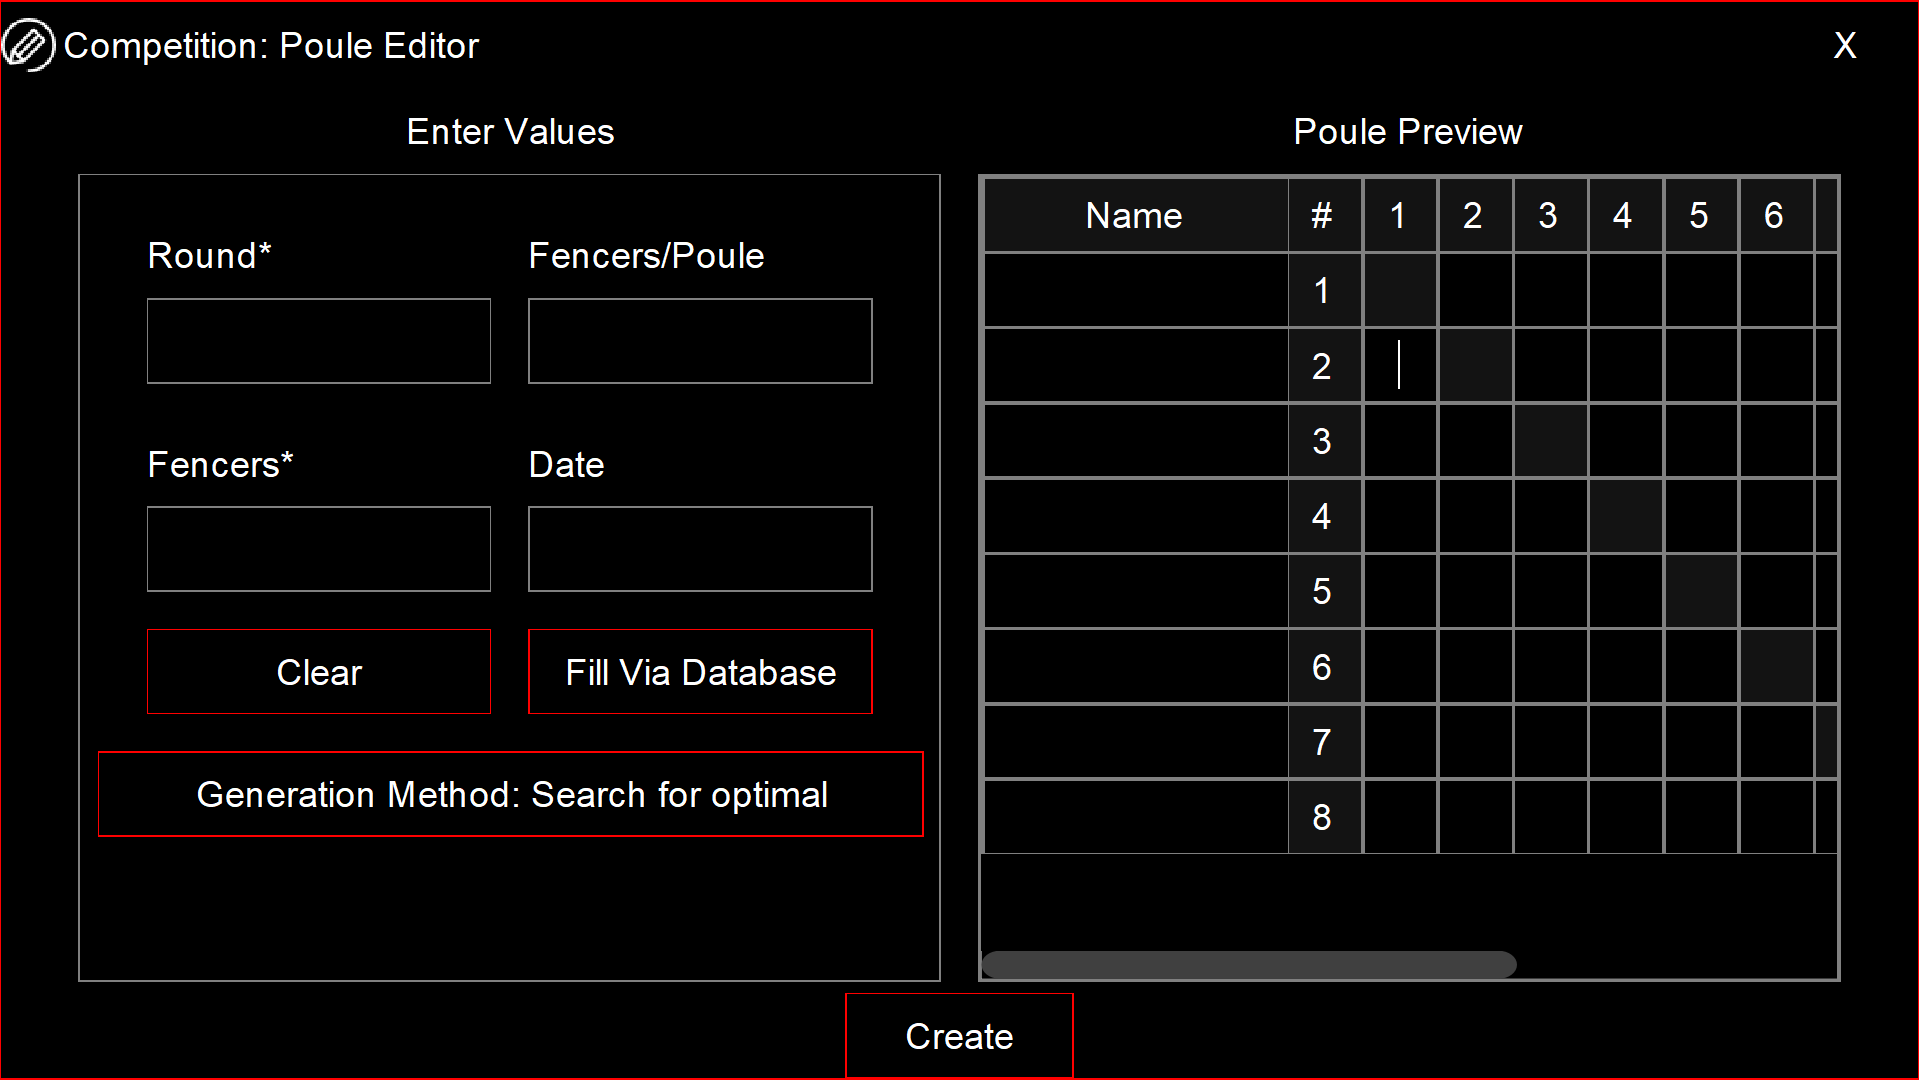 Competition: Poule Editor
X
Enter Values
Poule Preview
Round*
Fencers/Poule
Fencers*
Date
Clear
Fill Via Database
Generation Method: Search for optimal
Name # 1 2 3 4 5 6
1
2
3
4
5
6
7
8
Create